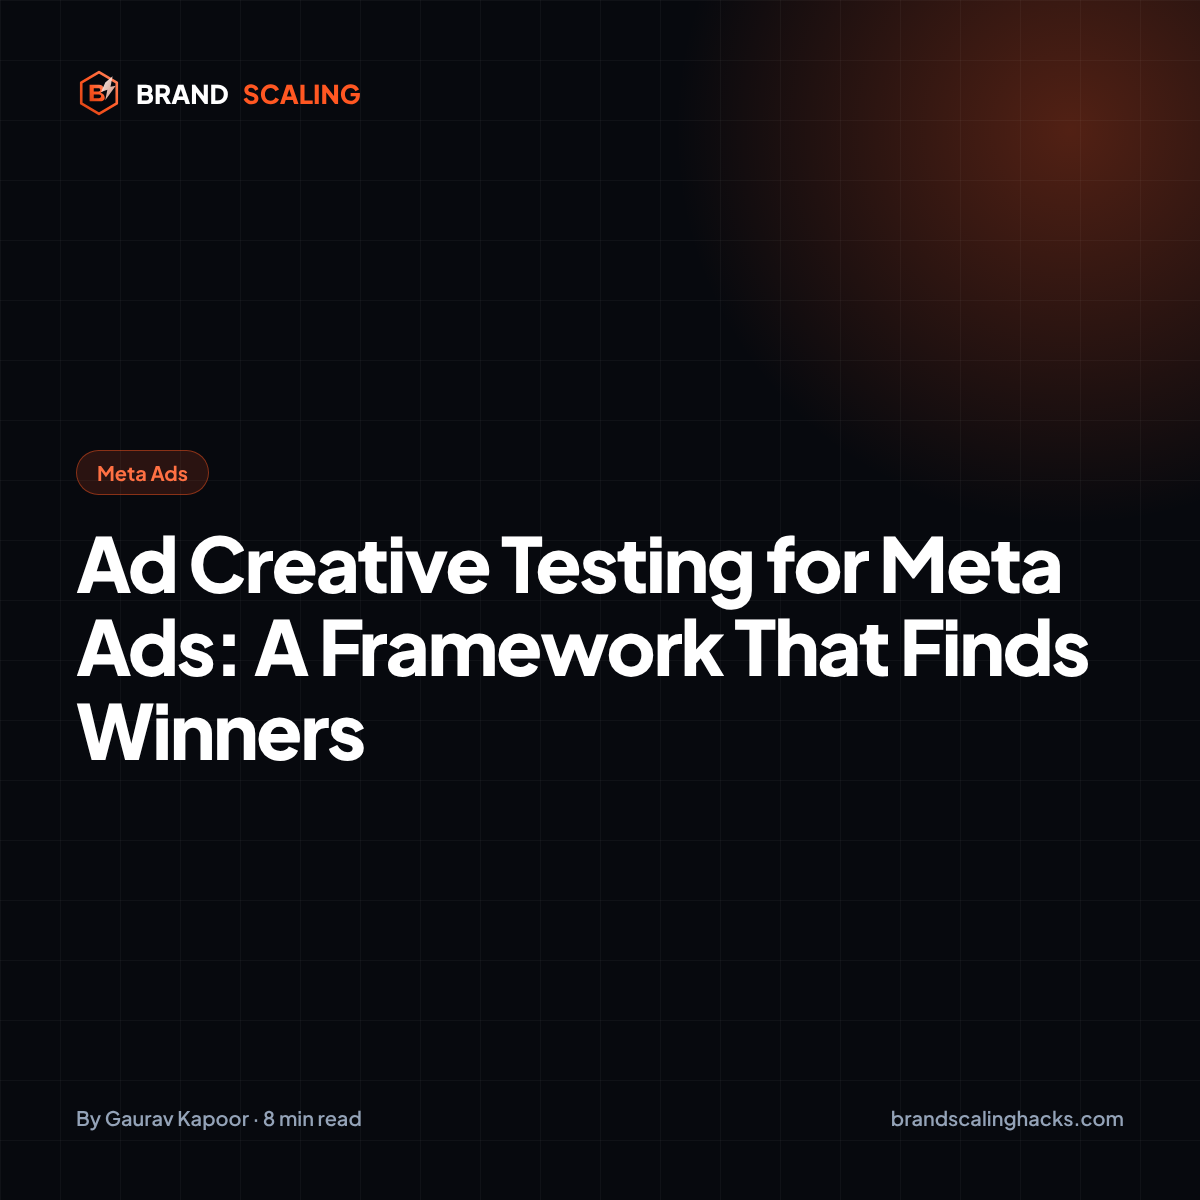 BRAND SCALING
Meta Ads
Ad Creative Testing for Meta
Ads: A Framework That Finds
Winners
By Gaurav Kapoor · 8 min read
brandscalinghacks.com